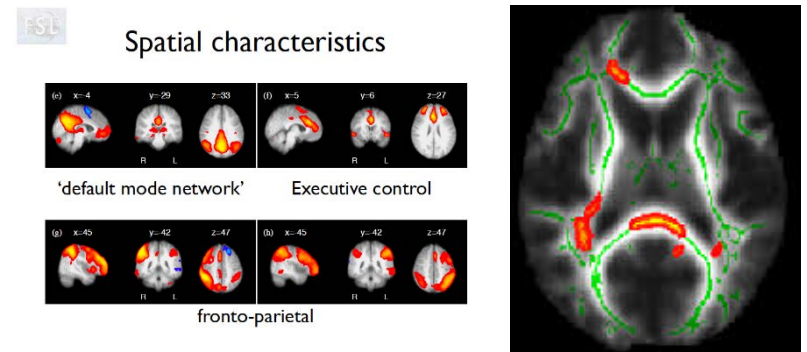 FSL
Spatial characteristics
(e) x=-4 y=-29 z=33 (f) x=5 y=6 z=27
R L R L
'default mode network' Executive control
(g) x=45 y=-42 z=47 (h) x=-45 y=-42 z=47
R L R L
fronto-parietal